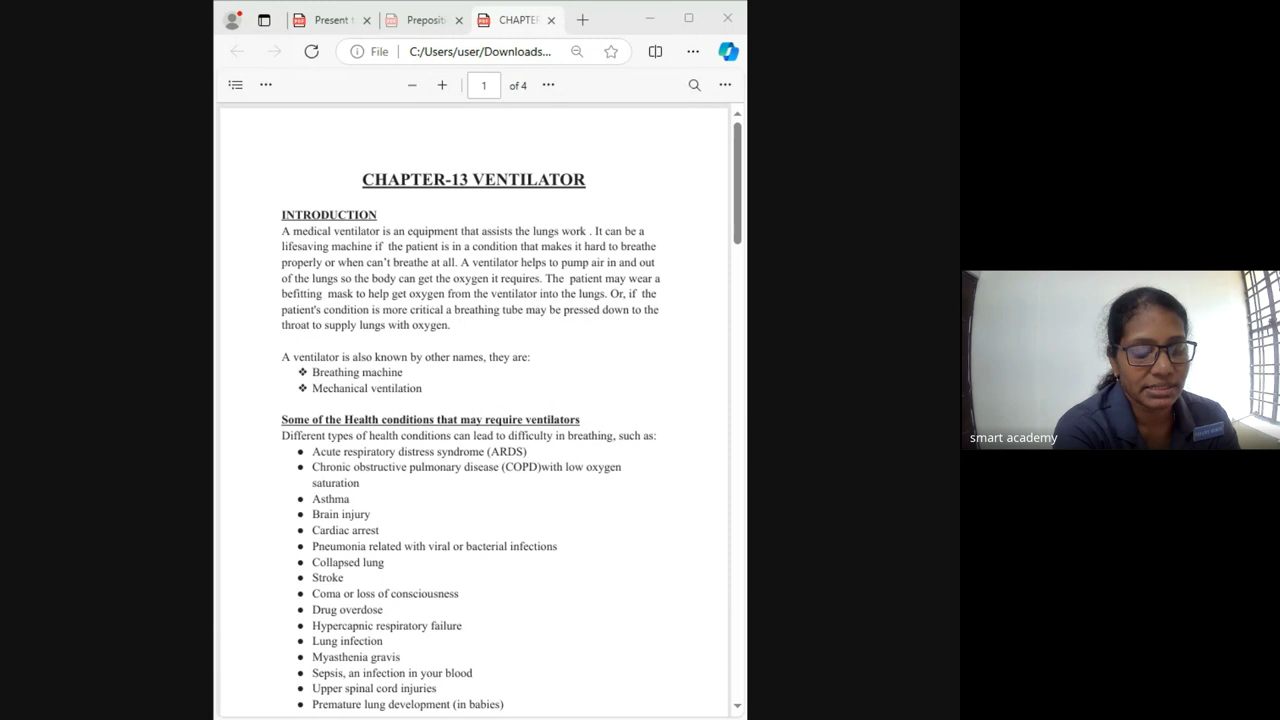 Present
Prepositi
CHAPTER
File
C:/Users/user/Downloads...
1
of 4
CHAPTER-13 VENTILATOR
INTRODUCTION
A medical ventilator is an equipment that assists the lungs work . It can be a
lifesaving machine if the patient is in a condition that makes it hard to breathe
properly or when can't breathe at all. A ventilator helps to pump air in and out
of the lungs so the body can get the oxygen it requires. The patient may wear a
befitting mask to help get oxygen from the ventilator into the lungs. Or, if the
patient's condition is more critical a breathing tube may be pressed down to the
throat to supply lungs with oxygen.
A ventilator is also known by other names, they are:
❖ Breathing machine
❖ Mechanical ventilation
Some of the Health conditions that may require ventilators
Different types of health conditions can lead to difficulty in breathing, such as:
● Acute respiratory distress syndrome (ARDS)
● Chronic obstructive pulmonary disease (COPD)with low oxygen
saturation
● Asthma
● Brain injury
● Cardiac arrest
● Pneumonia related with viral or bacterial infections
● Collapsed lung
● Stroke
● Coma or loss of consciousness
● Drug overdose
● Hypercapnic respiratory failure
● Lung infection
● Myasthenia gravis
● Sepsis, an infection in your blood
● Upper spinal cord injuries
● Premature lung development (in babies)
smart academy